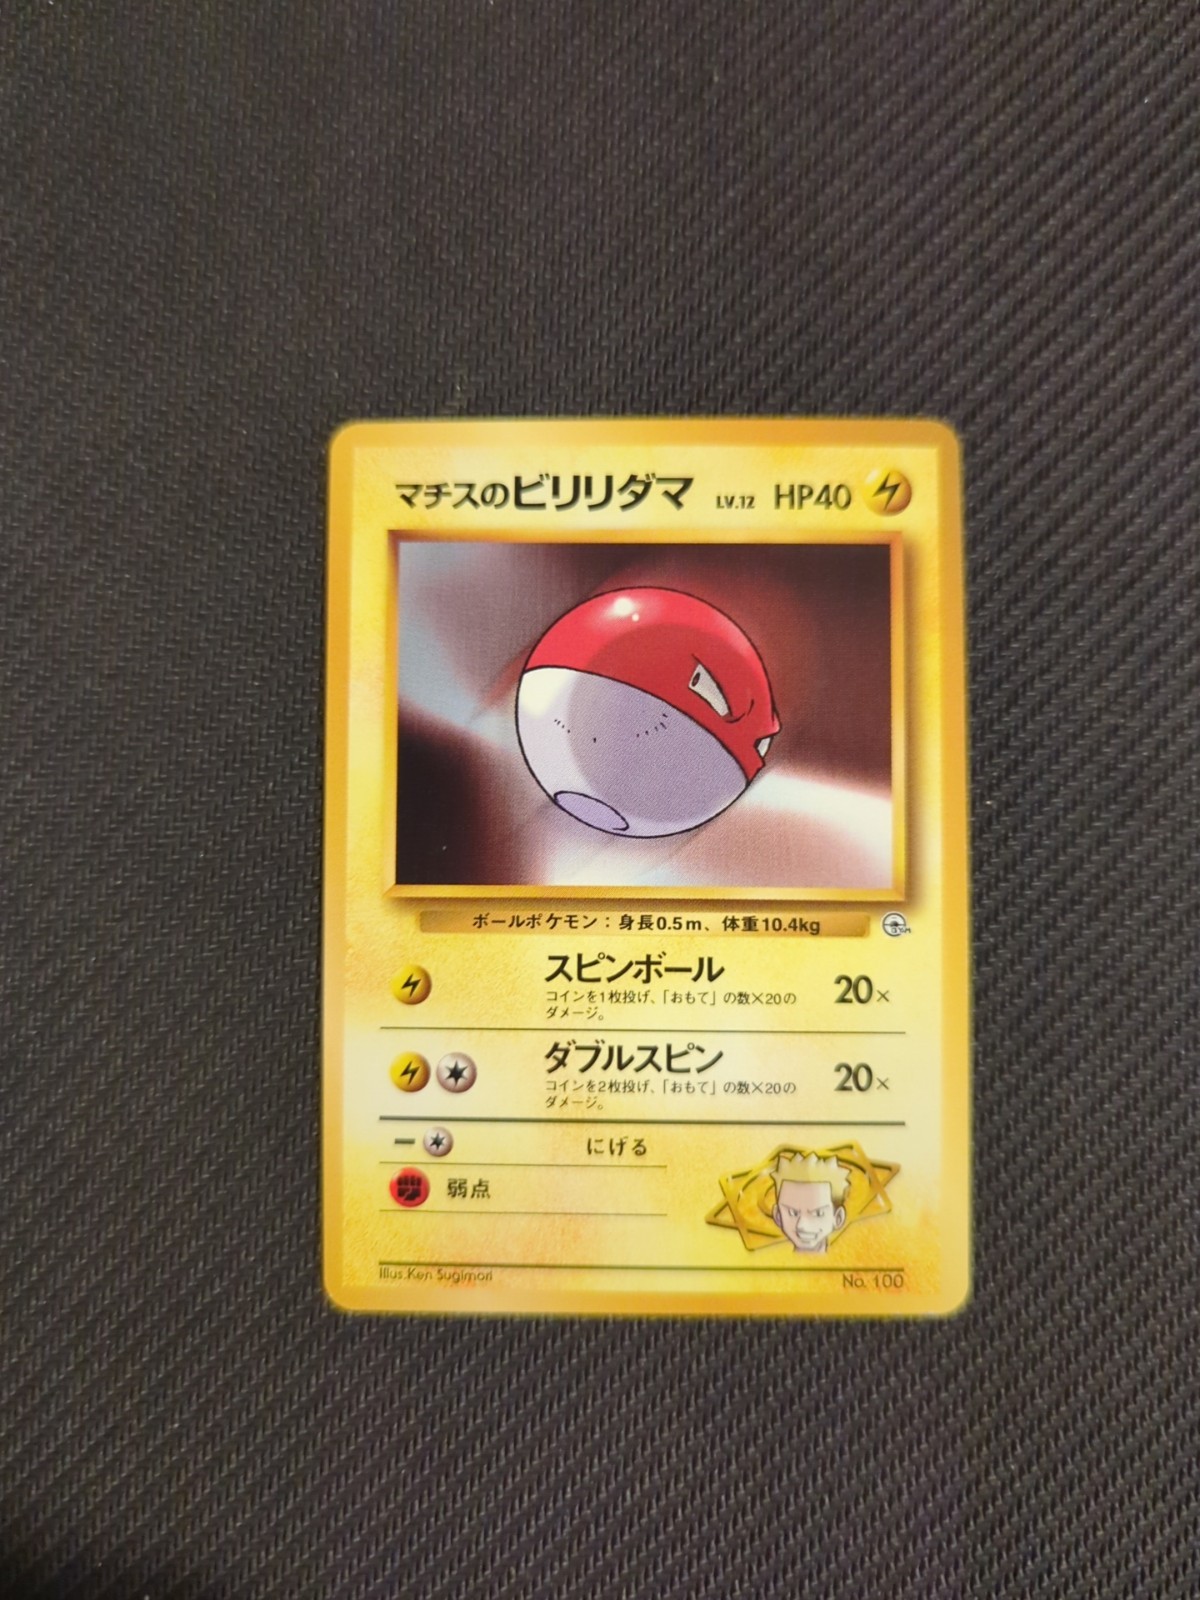 マチスのビリリダマ LV.12 HP40
ボールポケモン：身長0.5m、体重10.4kg
スピンボール 20×
コインを1枚投げ、「おもて」の数×20の
ダメージ。
ダブルスピン 20×
コインを2枚投げ、「おもて」の数×20の
ダメージ。
ー にげる
弱点
Illus.Ken Sugimori No. 100